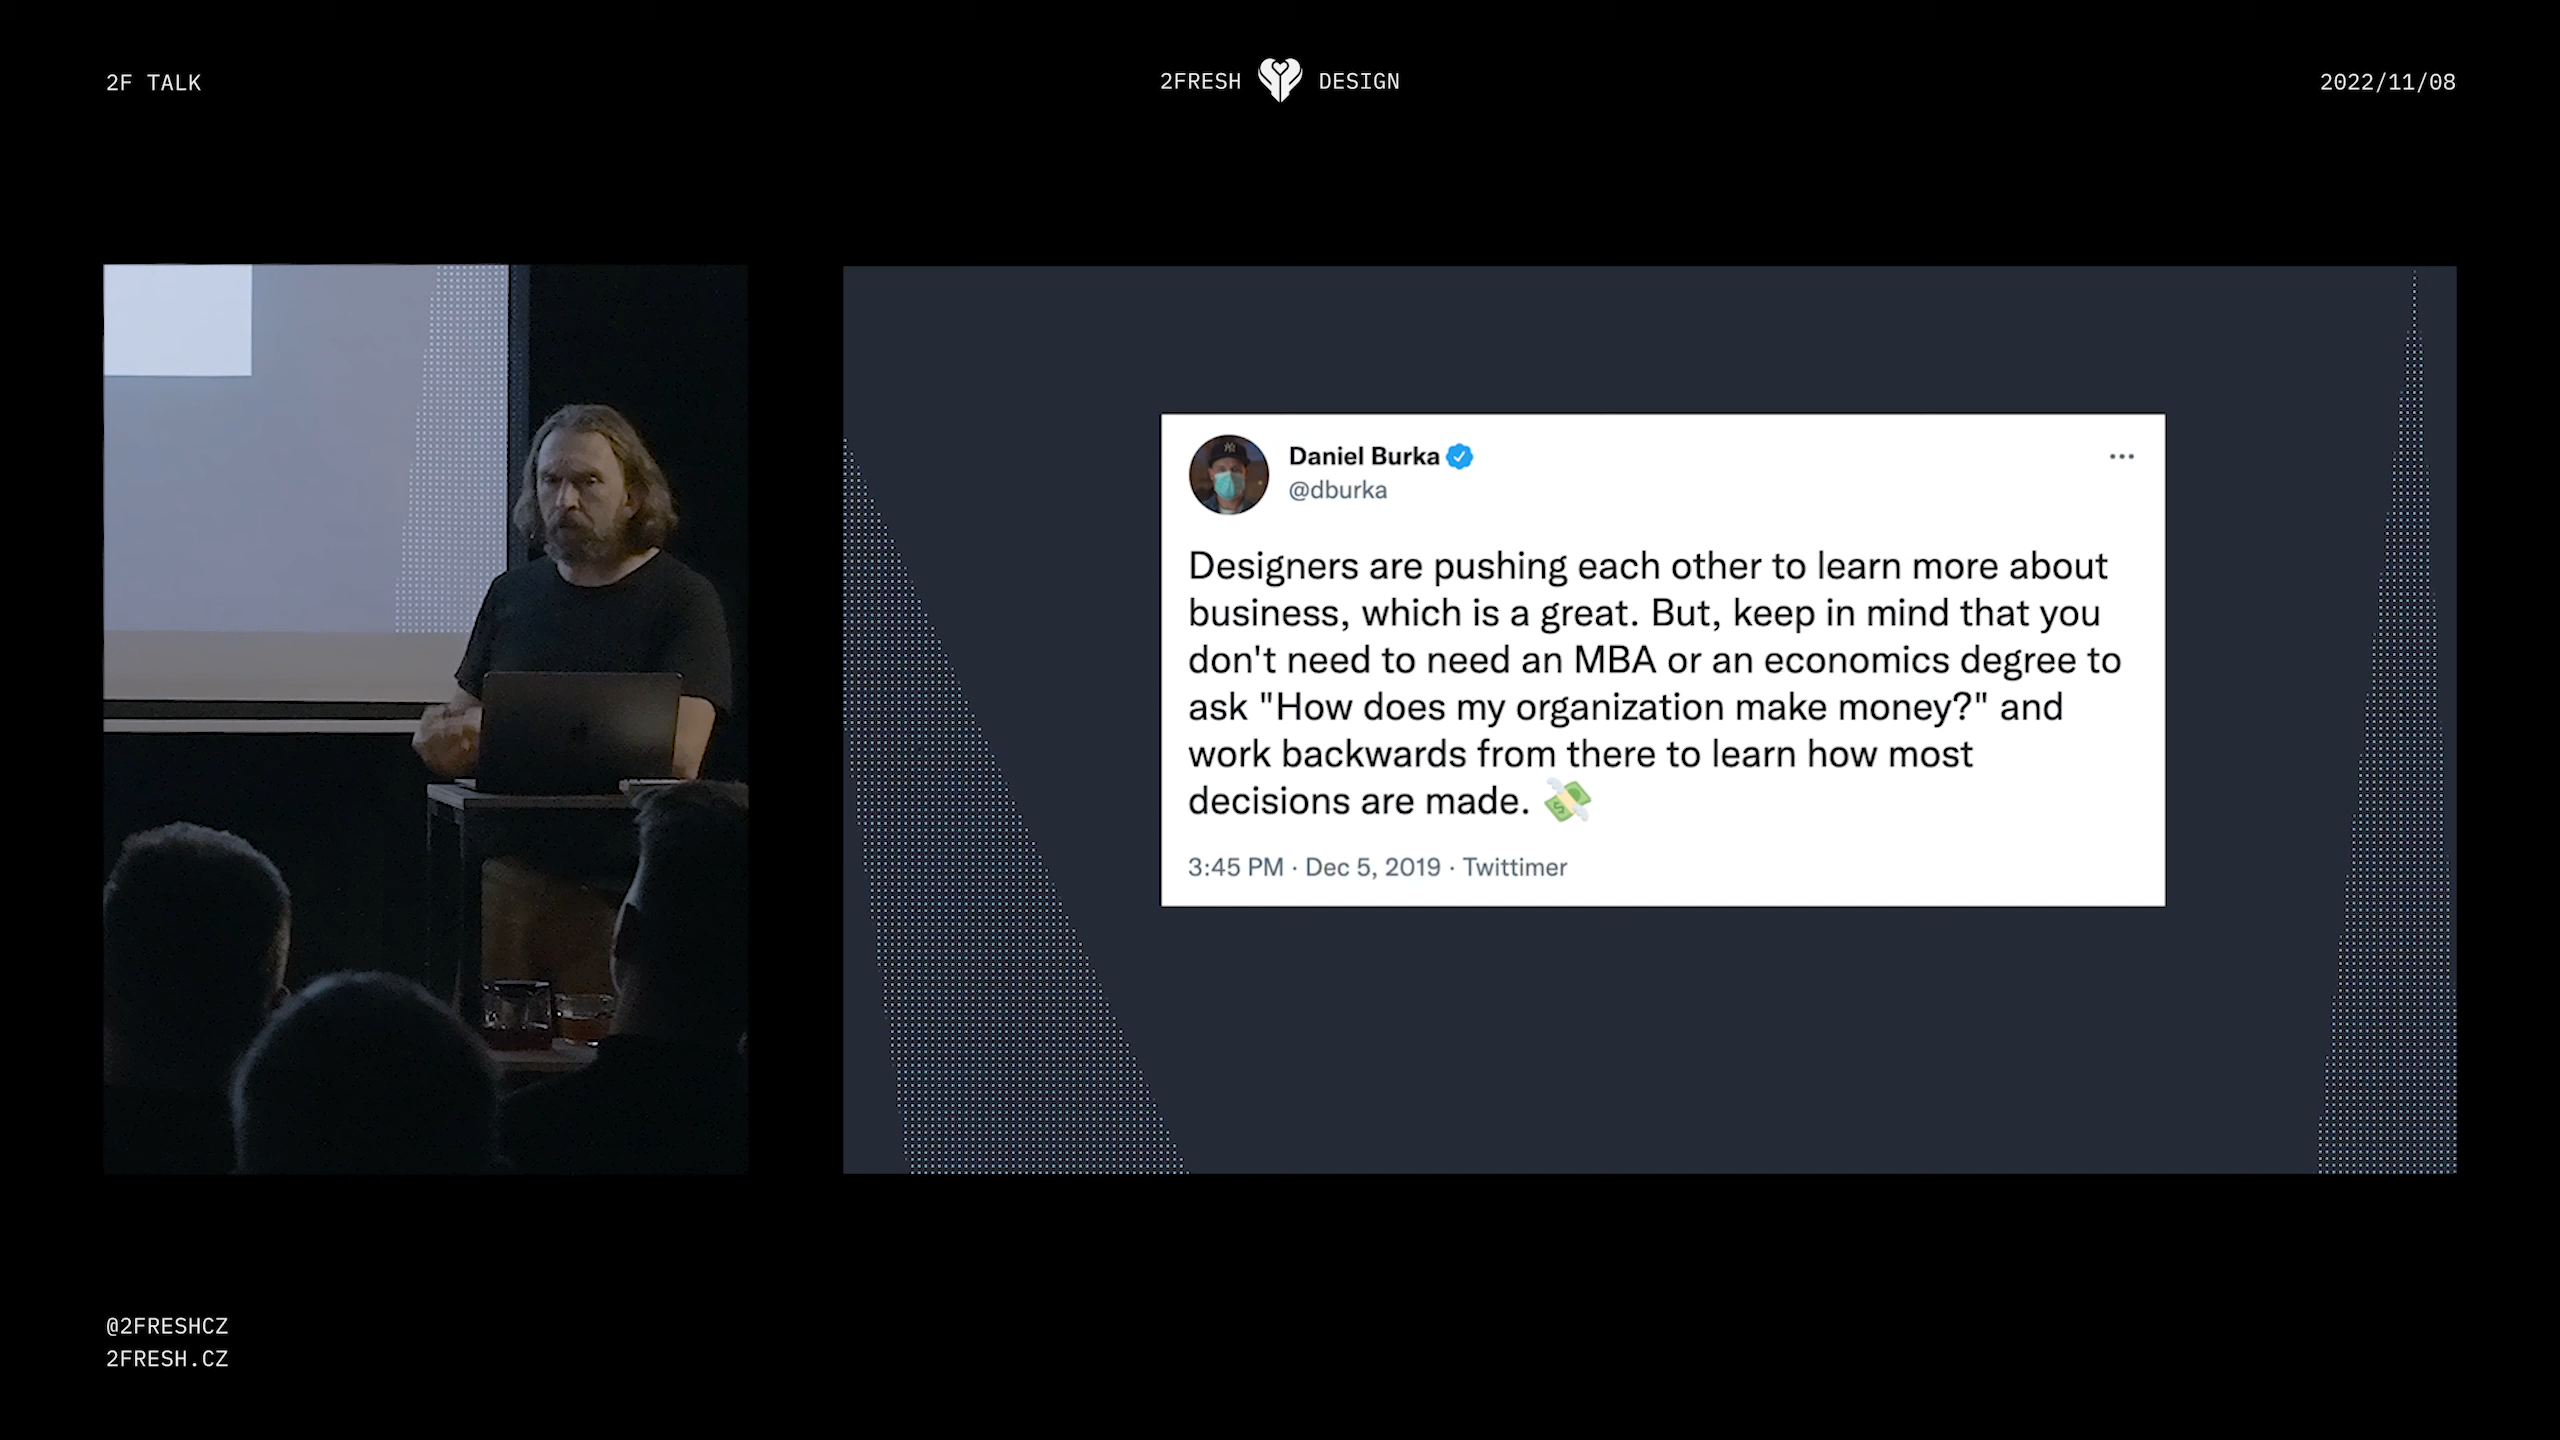 2F TALK
2FRESH DESIGN
2022/11/08
Daniel Burka
@dburka
Designers are pushing each other to learn more about
business, which is a great. But, keep in mind that you
don't need to need an MBA or an economics degree to
ask "How does my organization make money?" and
work backwards from there to learn how most
decisions are made. 💸
3:45 PM · Dec 5, 2019 · Twittimer
@2FRESHCZ
2FRESH.CZ